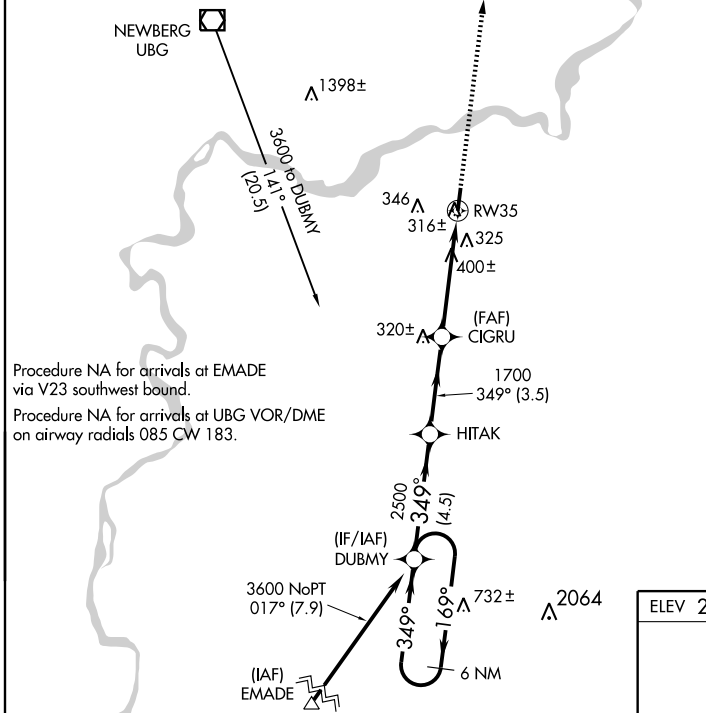 NEWBERG
UBG
1398±
3600 to DUBMY
141°
(20.5)
346
316±
RW35
325
400±
(FAF)
CIGRU
320±
Procedure NA for arrivals at EMADE
via V23 southwest bound.
Procedure NA for arrivals at UBG VOR/DME
on airway radials 085 CW 183.
1700
349° (3.5)
HITAK
2500
349°
(4.5)
(IF/IAF)
DUBMY
3600 NoPT
017° (7.9)
349°
169°
732±
2064
6 NM
(IAF)
EMADE
ELEV 2